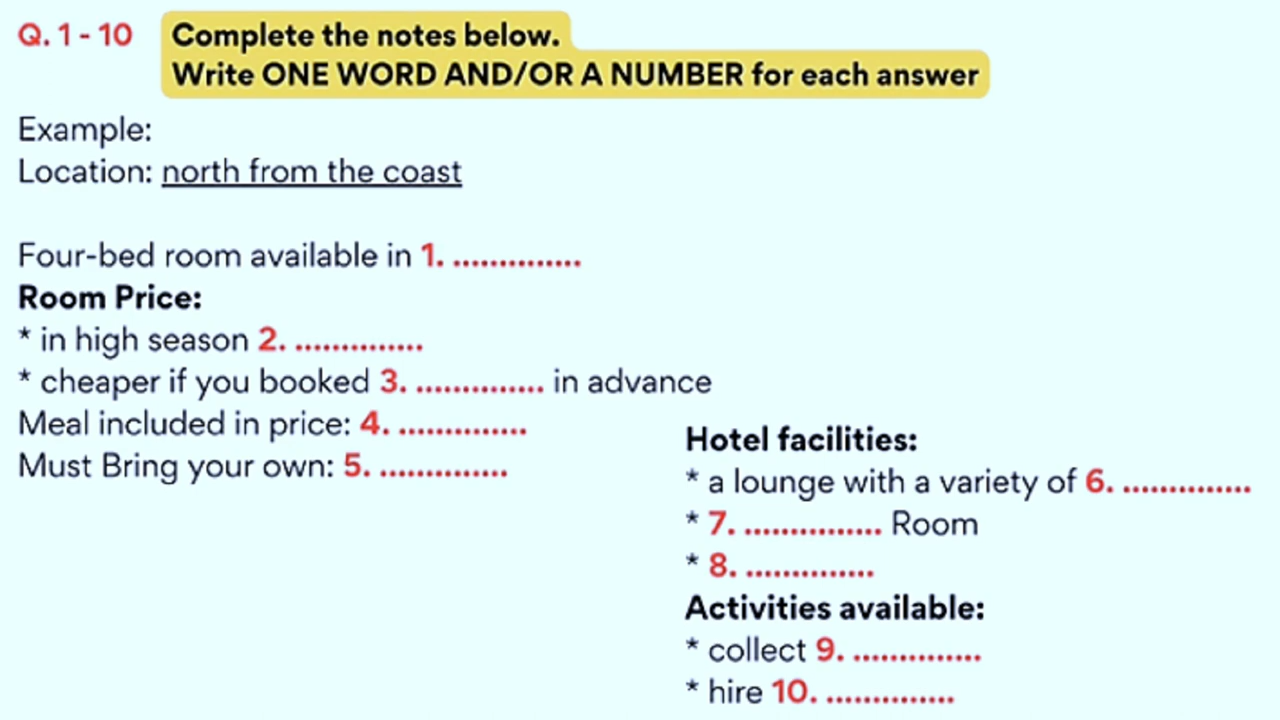 Q. 1 - 10 Complete the notes below.
Write ONE WORD AND/OR A NUMBER for each answer
Example:
Location: north from the coast
Four-bed room available in 1. ..............
Room Price:
* in high season 2. ..............
* cheaper if you booked 3. .............. in advance
Meal included in price: 4. ..............
Must Bring your own: 5. ..............
Hotel facilities:
* a lounge with a variety of 6. ..............
* 7. ............... Room
* 8. ..............
Activities available:
* collect 9. ..............
* hire 10. ..............